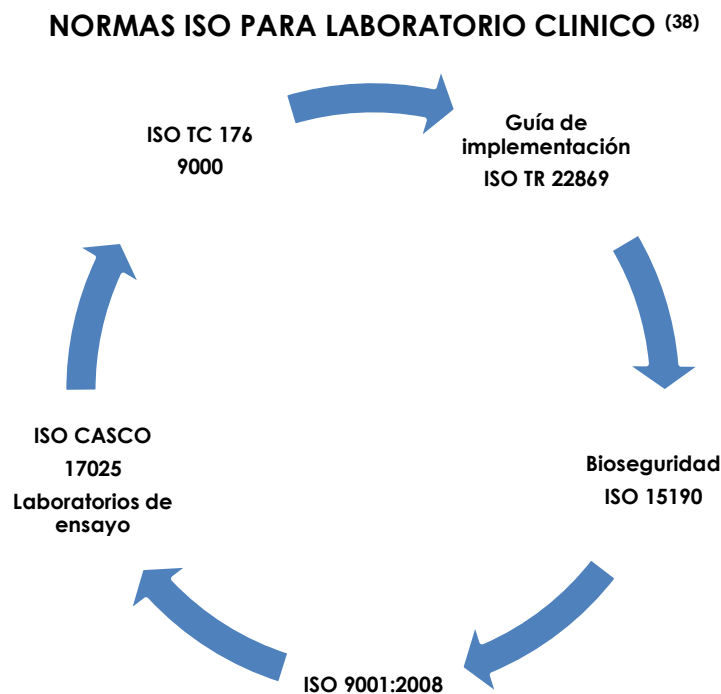 NORMAS ISO PARA LABORATORIO CLINICO (38)
ISO TC 176
9000
Guía de
implementación
ISO TR 22869
Bioseguridad
ISO 15190
ISO 9001:2008
ISO CASCO
17025
Laboratorios de
ensayo